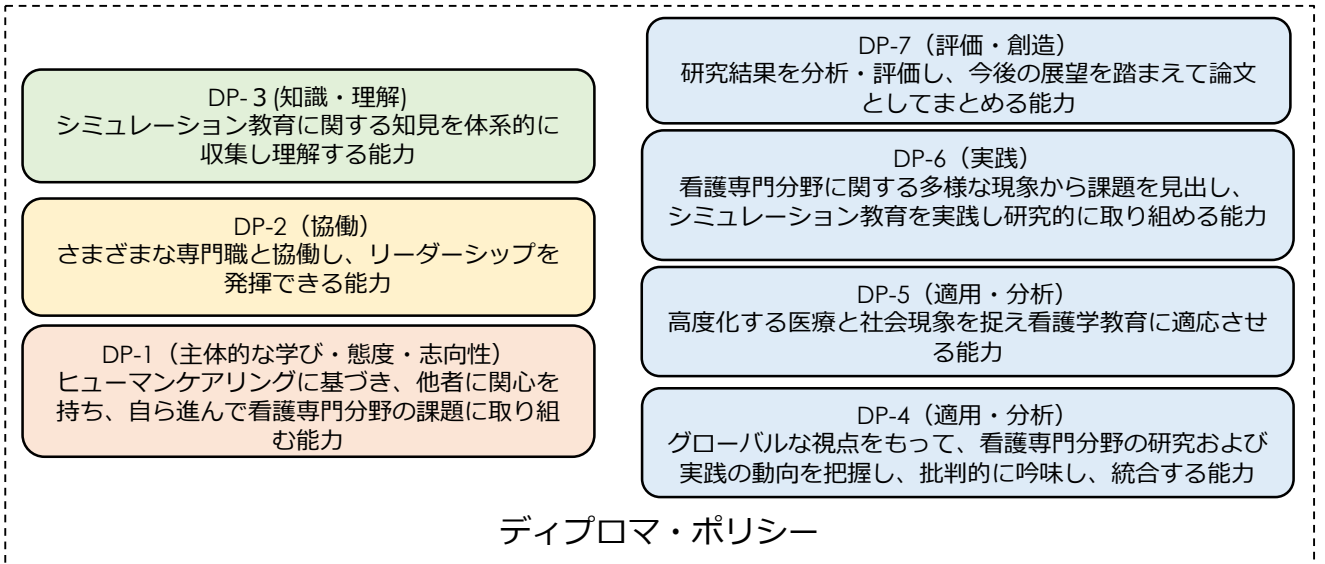 DP-３(知識・理解)
シミュレーション教育に関する知見を体系的に
収集し理解する能力
DP-2（協働）
さまざまな専門職と協働し、リーダーシップを
発揮できる能力
DP-1（主体的な学び・態度・志向性）
ヒューマンケアリングに基づき、他者に関心を
持ち、自ら進んで看護専門分野の課題に取り組
む能力
DP-7（評価・創造）
研究結果を分析・評価し、今後の展望を踏まえて論文
としてまとめる能力
DP-6（実践）
看護専門分野に関する多様な現象から課題を見出し、
シミュレーション教育を実践し研究的に取り組める能力
DP-5（適用・分析）
高度化する医療と社会現象を捉え看護学教育に適応させ
る能力
DP-4（適用・分析）
グローバルな視点をもって、看護専門分野の研究および
実践の動向を把握し、批判的に吟味し、統合する能力
ディプロマ・ポリシー